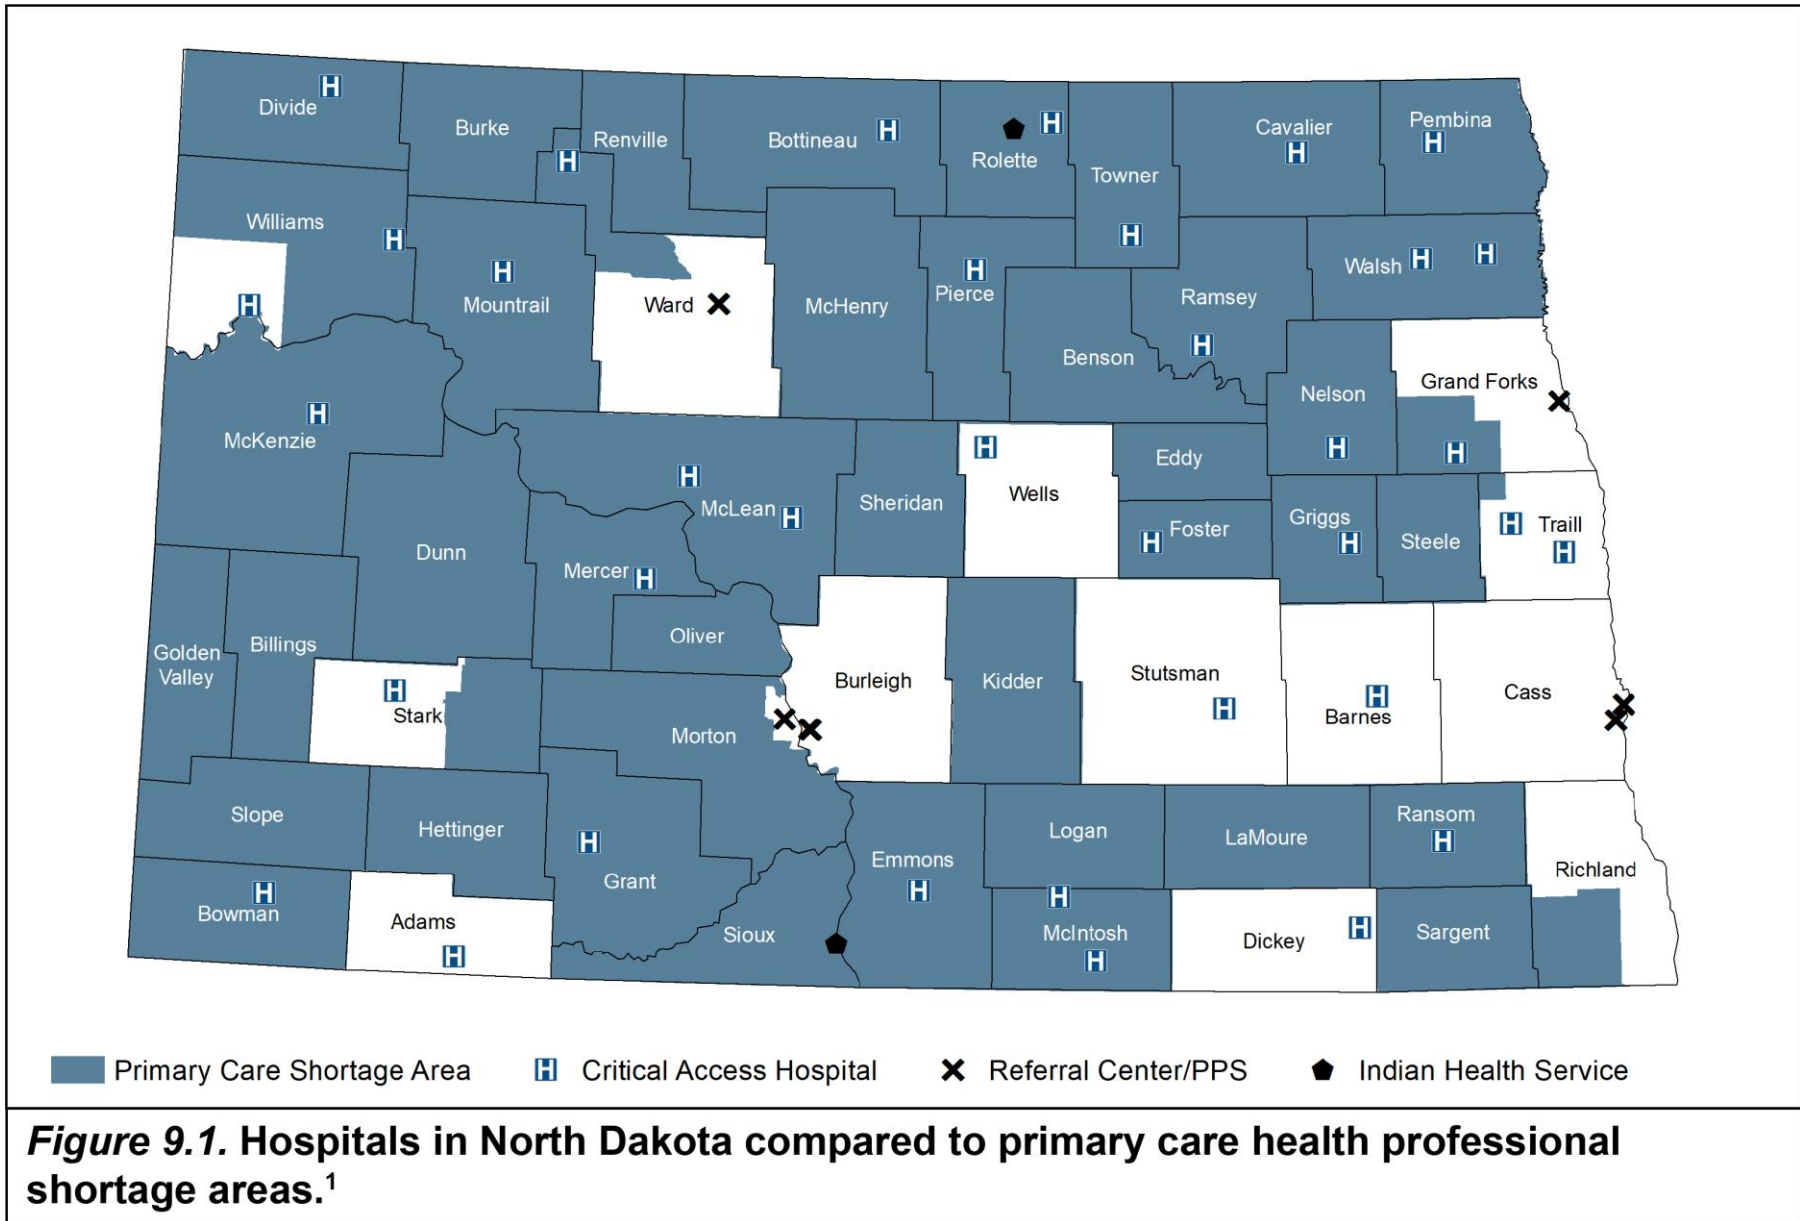 Divide
Burke
Renville
Bottineau
Rolette
Towner
Cavalier
Pembina
Williams
Mountrail
Ward
McHenry
Pierce
Benson
Ramsey
Walsh
Nelson
Grand Forks
McKenzie
McLean
Sheridan
Wells
Eddy
Foster
Griggs
Steele
Traill
Dunn
Mercer
Oliver
Golden
Valley
Billings
Stark
Morton
Burleigh
Kidder
Stutsman
Barnes
Cass
Slope
Hettinger
Grant
Emmons
Logan
LaMoure
Ransom
Richland
Bowman
Adams
Sioux
McIntosh
Dickey
Sargent
Primary Care Shortage Area
H Critical Access Hospital
Referral Center/PPS
Indian Health Service
Figure 9.1. Hospitals in North Dakota compared to primary care health professional
shortage areas.¹